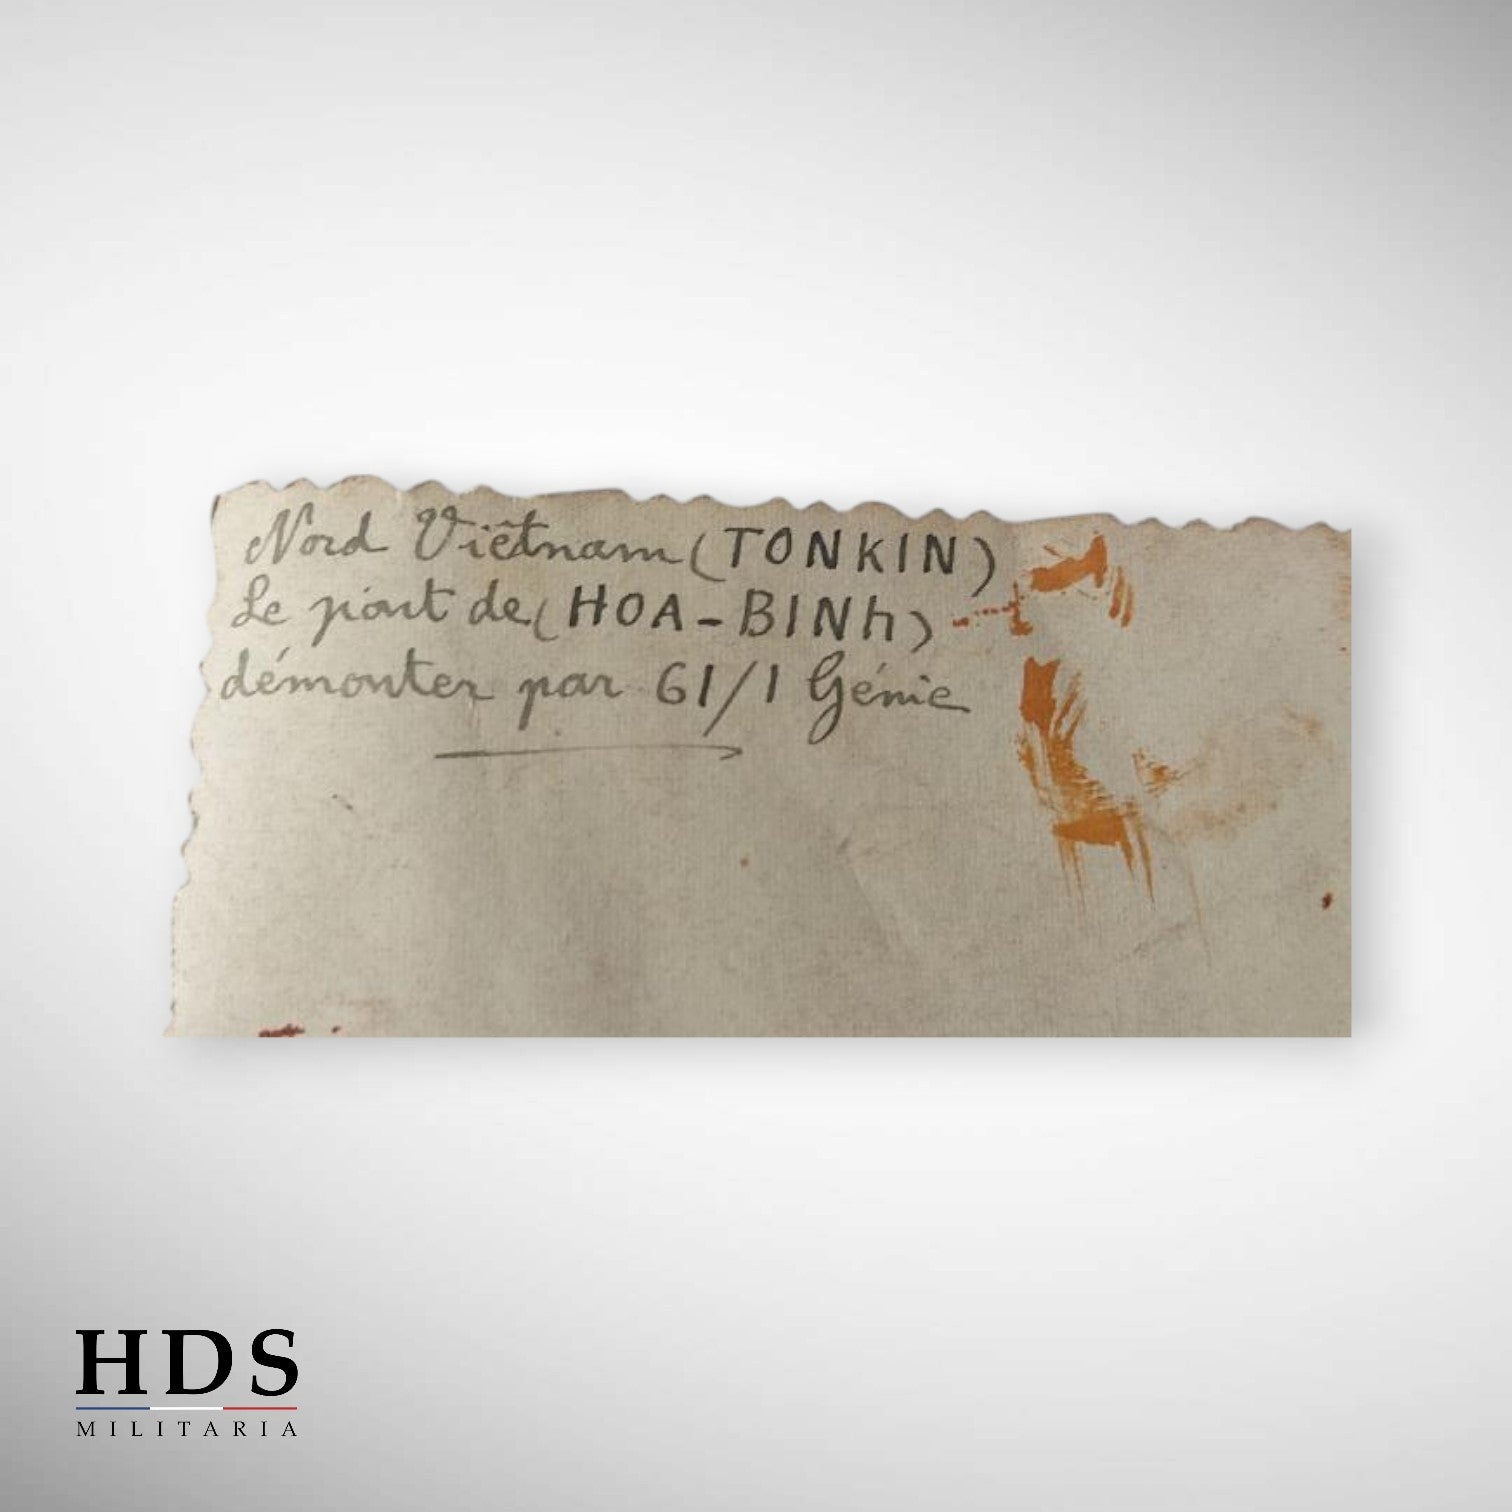 Nord Viêtnam (TONKIN)
Le pont de (HOA-BINh)
démonter par 61/1 Génie
HDS
MILITARIA